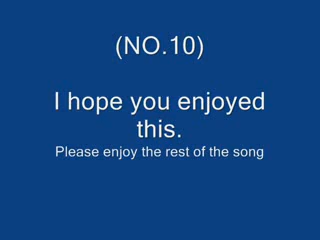 (NO.10)
I hope you enjoyed
this.
Please enjoy the rest of the song